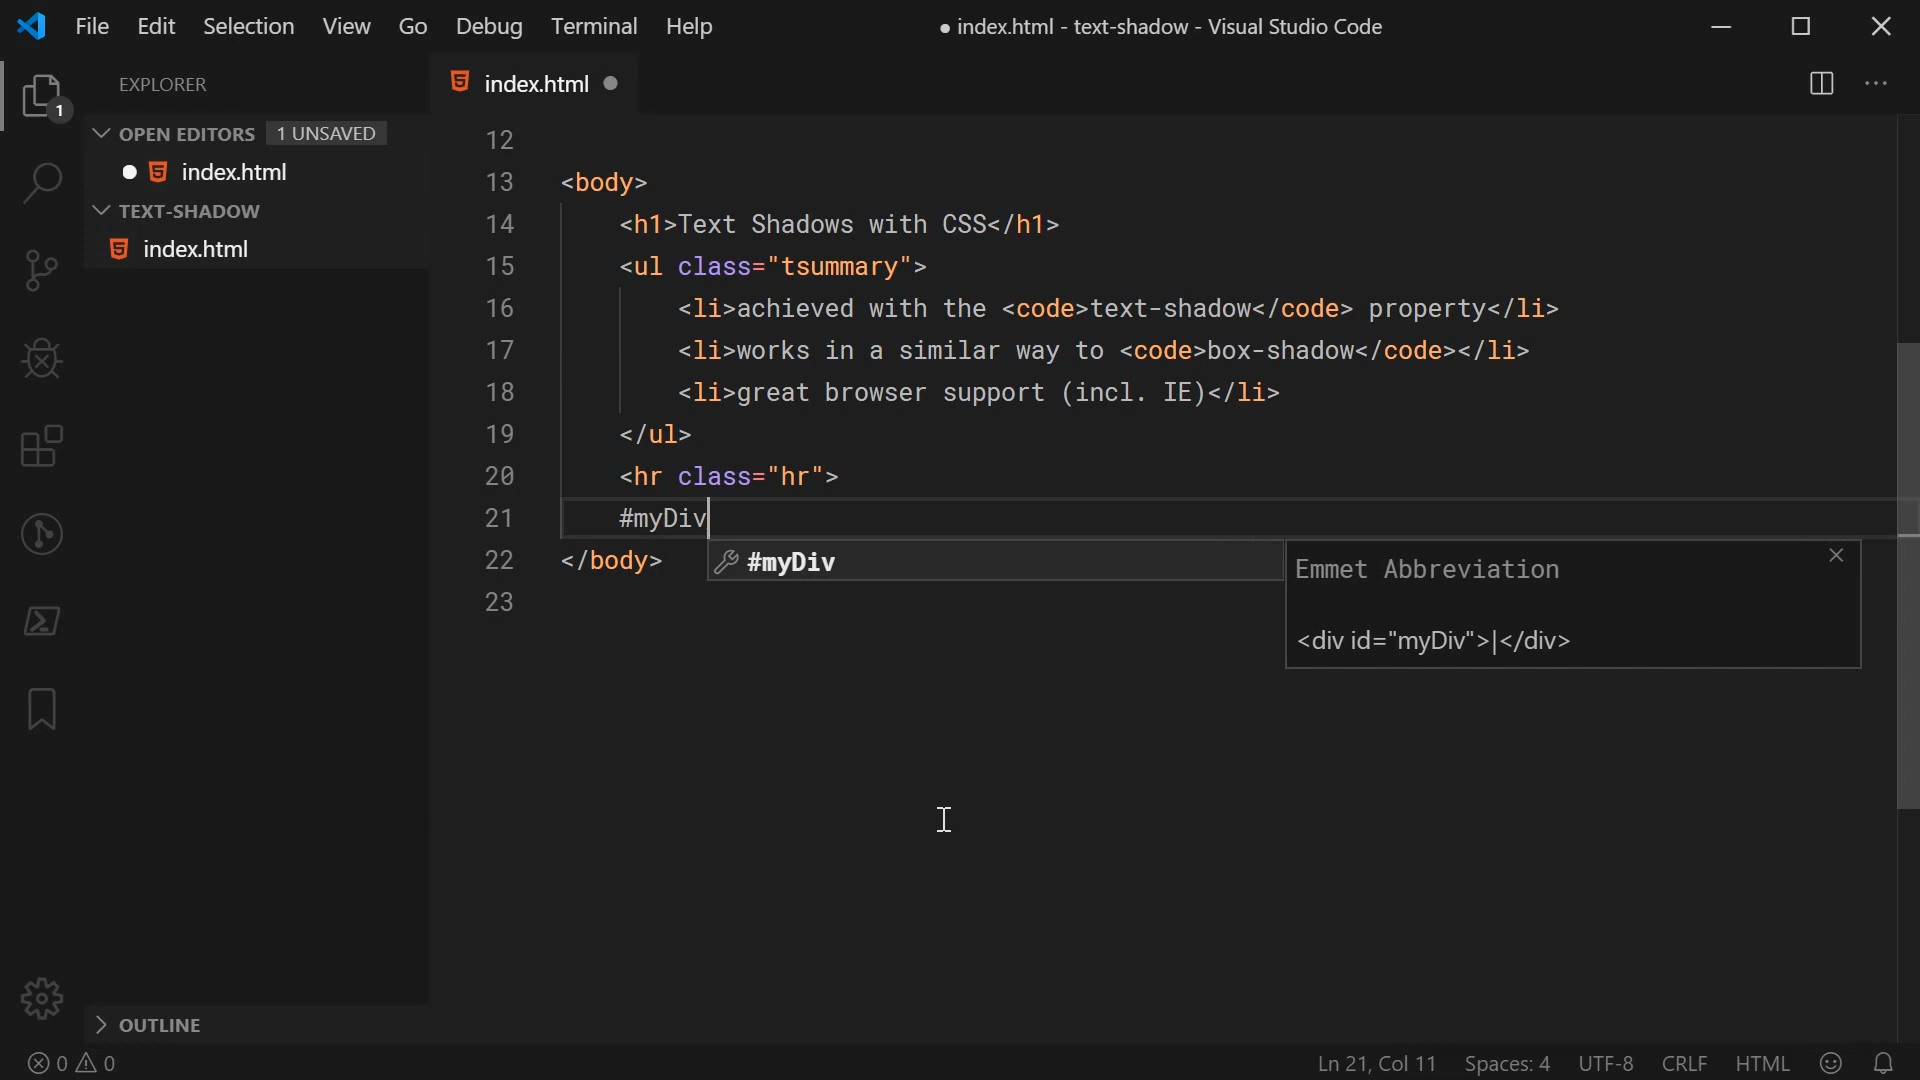 File Edit Selection View Go Debug Terminal Help
● index.html - text-shadow - Visual Studio Code
EXPLORER
index.html
1
OPEN EDITORS 1 UNSAVED
index.html
TEXT-SHADOW
index.html
12
13 <body>
14 <h1>Text Shadows with CSS</h1>
15 <ul class="tsummary">
16 <li>achieved with the <code>text-shadow</code> property</li>
17 <li>works in a similar way to <code>box-shadow</code></li>
18 <li>great browser support (incl. IE)</li>
19 </ul>
20 <hr class="hr">
21 #myDiv
22 </body>
23
#myDiv
Emmet Abbreviation
<div id="myDiv">|</div>
OUTLINE
0 0
Ln 21, Col 11 Spaces: 4 UTF-8 CRLF HTML